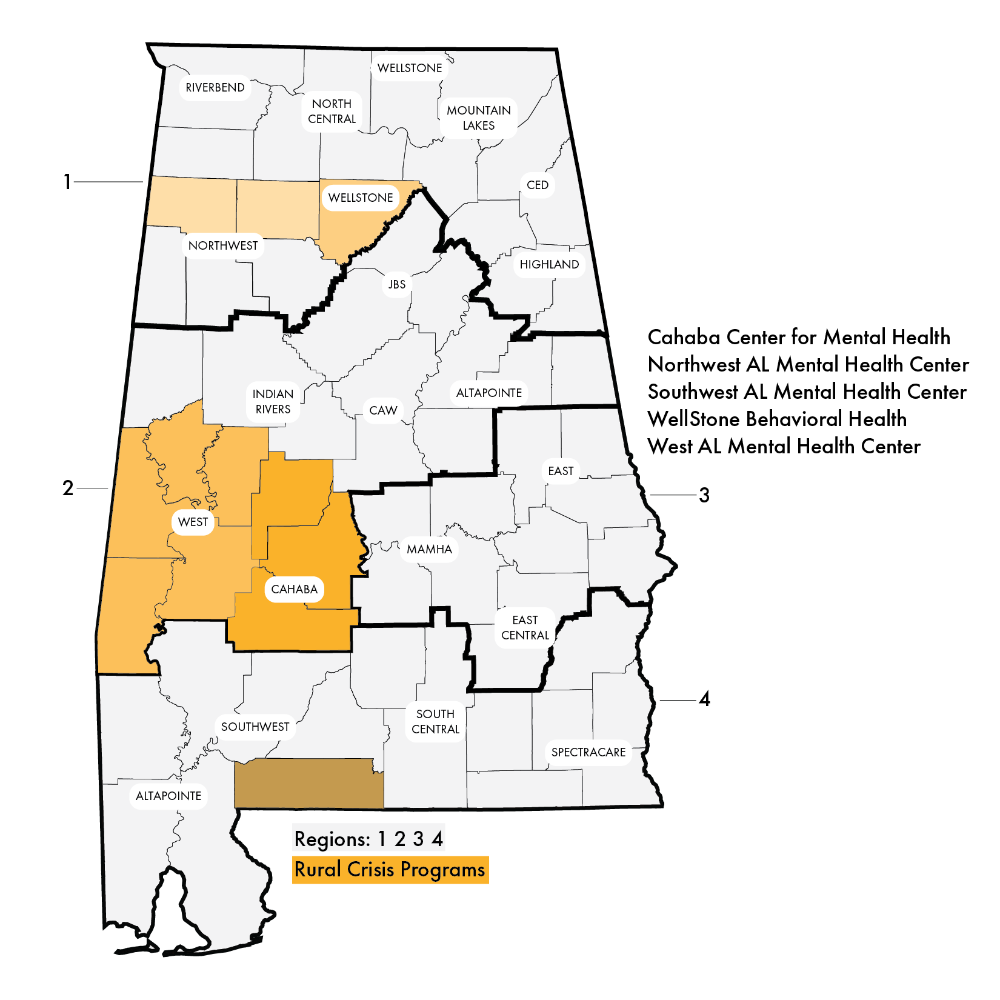 WELLSTONE
RIVERBEND
NORTH
CENTRAL
MOUNTAIN
LAKES
1
CED
WELLSTONE
NORTHWEST
HIGHLAND
JBS
Cahaba Center for Mental Health
Northwest AL Mental Health Center
Southwest AL Mental Health Center
WellStone Behavioral Health
West AL Mental Health Center
INDIAN
RIVERS
ALTAPOINTE
CAW
EAST
2
3
WEST
MAMHA
CAHABA
EAST
CENTRAL
4
SOUTHWEST
SOUTH
CENTRAL
SPECTRACARE
ALTAPOINTE
Regions: 1 2 3 4
Rural Crisis Programs